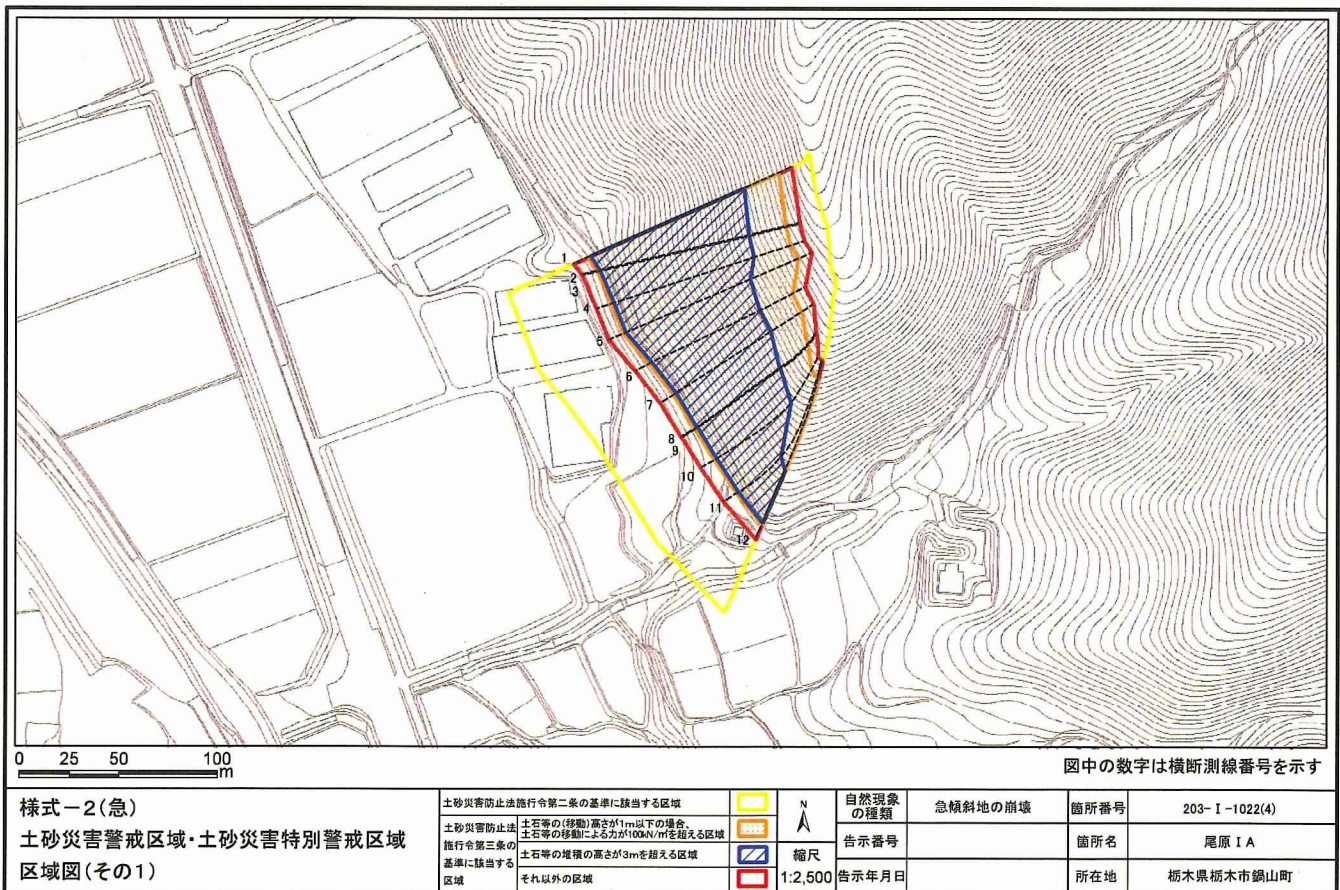 1
2
3
4
5
6
7
8
9
10
11
12
0 25 50 100
m
図中の数字は横断測線番号を示す
様式－2(急)
土砂災害警戒区域・土砂災害特別警戒区域
区域図(その1)
土砂災害防止法施行令第二条の基準に該当する区域
土砂災害防止法
施行令第三条の
基準に該当する
区域
土石等の(移動)高さが1m以下の場合、
土石等の移動による力が100kN/㎡を超える区域
土石等の堆積の高さが3mを超える区域
それ以外の区域
N
縮尺
1:2,500
自然現象
の種類
急傾斜地の崩壊
箇所番号
203-Ⅰ-1022(4)
告示番号
箇所名
尾原ⅠA
告示年月日
所在地
栃木県栃木市鍋山町